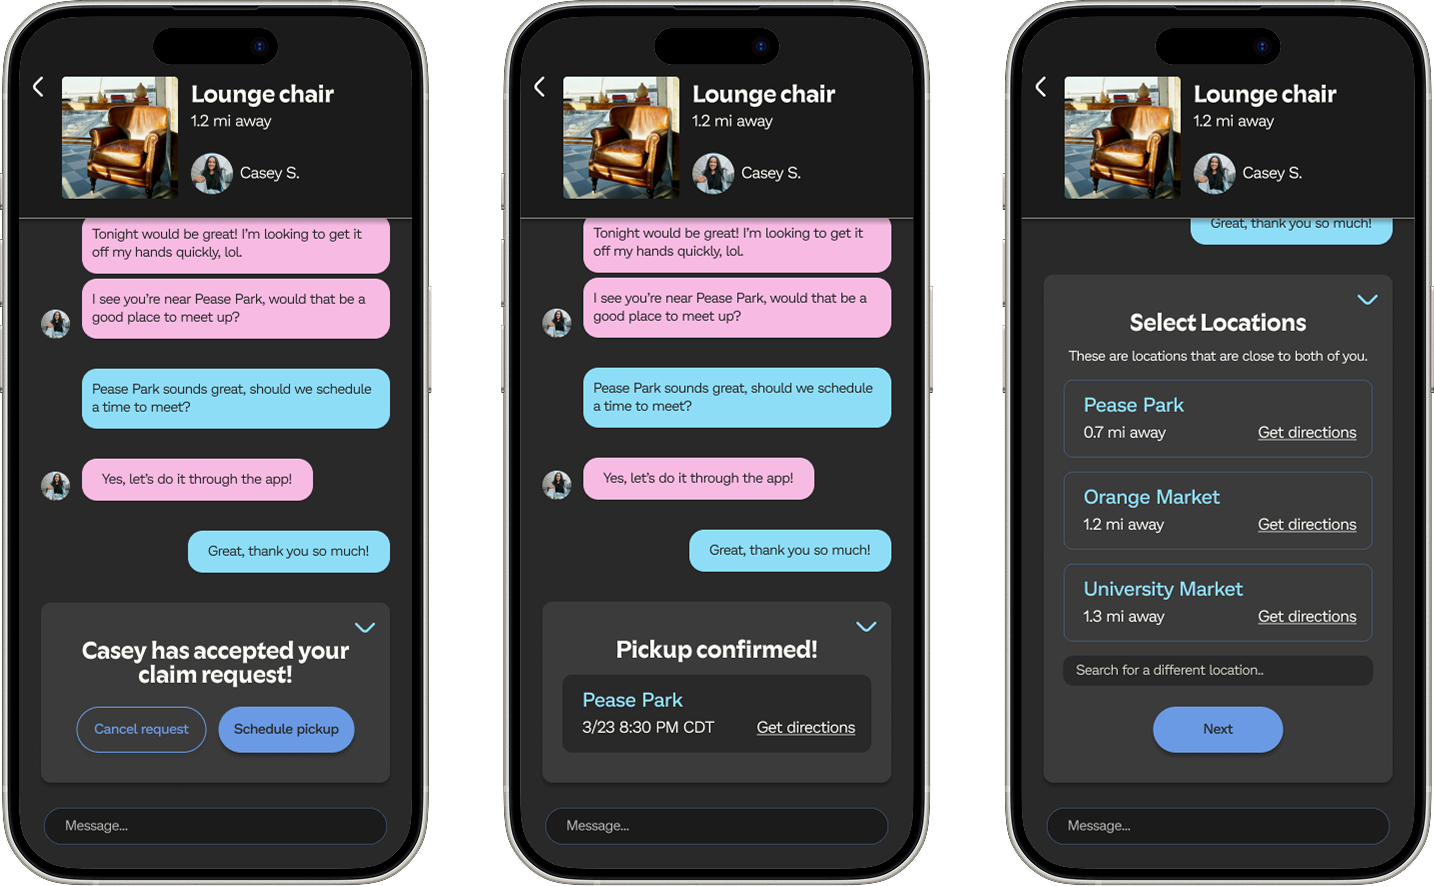 Lounge chair
1.2 mi away
Casey S.
Tonight would be great! I'm looking to get it
off my hands quickly, lol.
I see you're near Pease Park, would that be a
good place to meet up?
Pease Park sounds great, should we schedule
a time to meet?
Yes, let's do it through the app!
Great, thank you so much!
Casey has accepted your
claim request!
Cancel request
Schedule pickup
Message...
Lounge chair
1.2 mi away
Casey S.
Tonight would be great! I'm looking to get it
off my hands quickly, lol.
I see you're near Pease Park, would that be a
good place to meet up?
Pease Park sounds great, should we schedule
a time to meet?
Yes, let's do it through the app!
Great, thank you so much!
Pickup confirmed!
Pease Park
3/23 8:30 PM CDT
Get directions
Message...
Lounge chair
1.2 mi away
Casey S.
Great, thank you so much!
Select Locations
These are locations that are close to both of you.
Pease Park
0.7 mi away
Get directions
Orange Market
1.2 mi away
Get directions
University Market
1.3 mi away
Get directions
Search for a different location..
Next
Message...